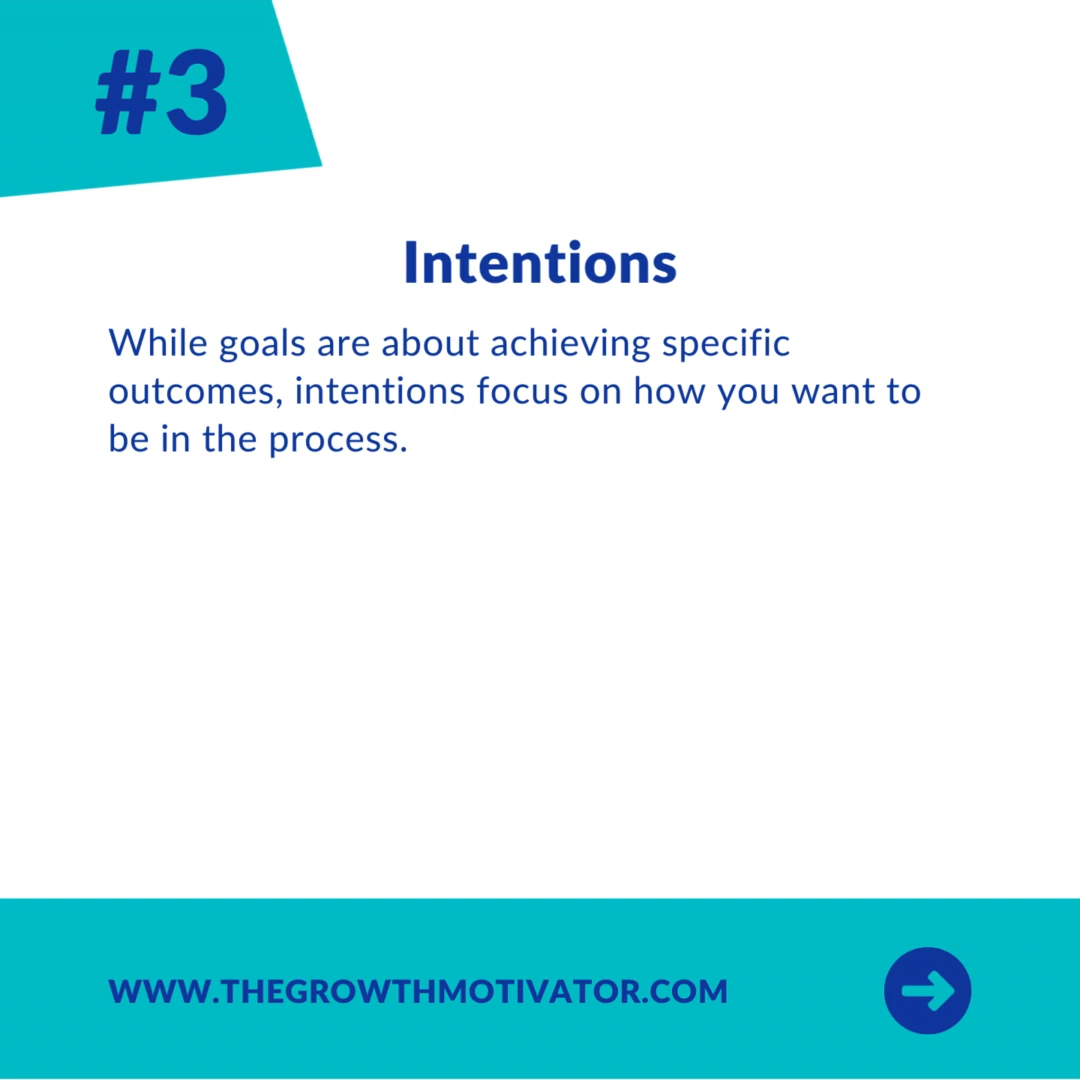 #3
Intentions
While goals are about achieving specific
outcomes, intentions focus on how you want to
be in the process.
WWW.THEGROWTHMOTIVATOR.COM